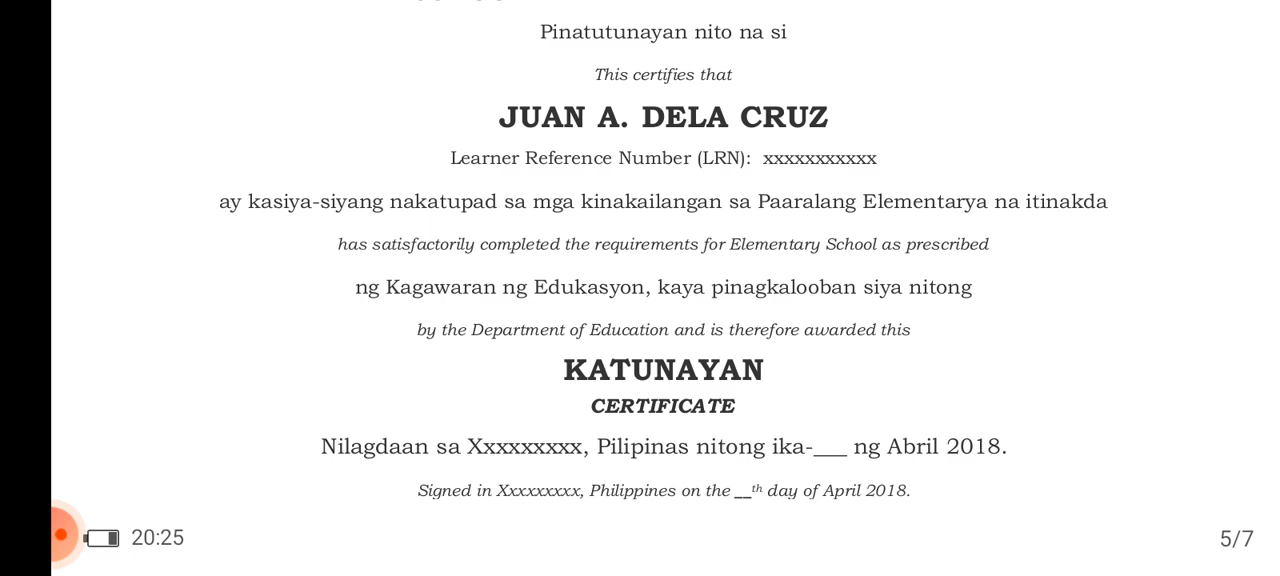 Pinatutunayan nito na si
This certifies that
JUAN A. DELA CRUZ
Learner Reference Number (LRN): xxxxxxxxxxx
ay kasiya-siyang nakatupad sa mga kinakailangan sa Paaralang Elementarya na itinakda
has satisfactorily completed the requirements for Elementary School as prescribed
ng Kagawaran ng Edukasyon, kaya pinagkalooban siya nitong
by the Department of Education and is therefore awarded this
KATUNAYAN
CERTIFICATE
Nilagdaan sa Xxxxxxxxx, Pilipinas nitong ika-___ ng Abril 2018.
Signed in Xxxxxxxxx, Philippines on the __th day of April 2018.
20:25
5/7